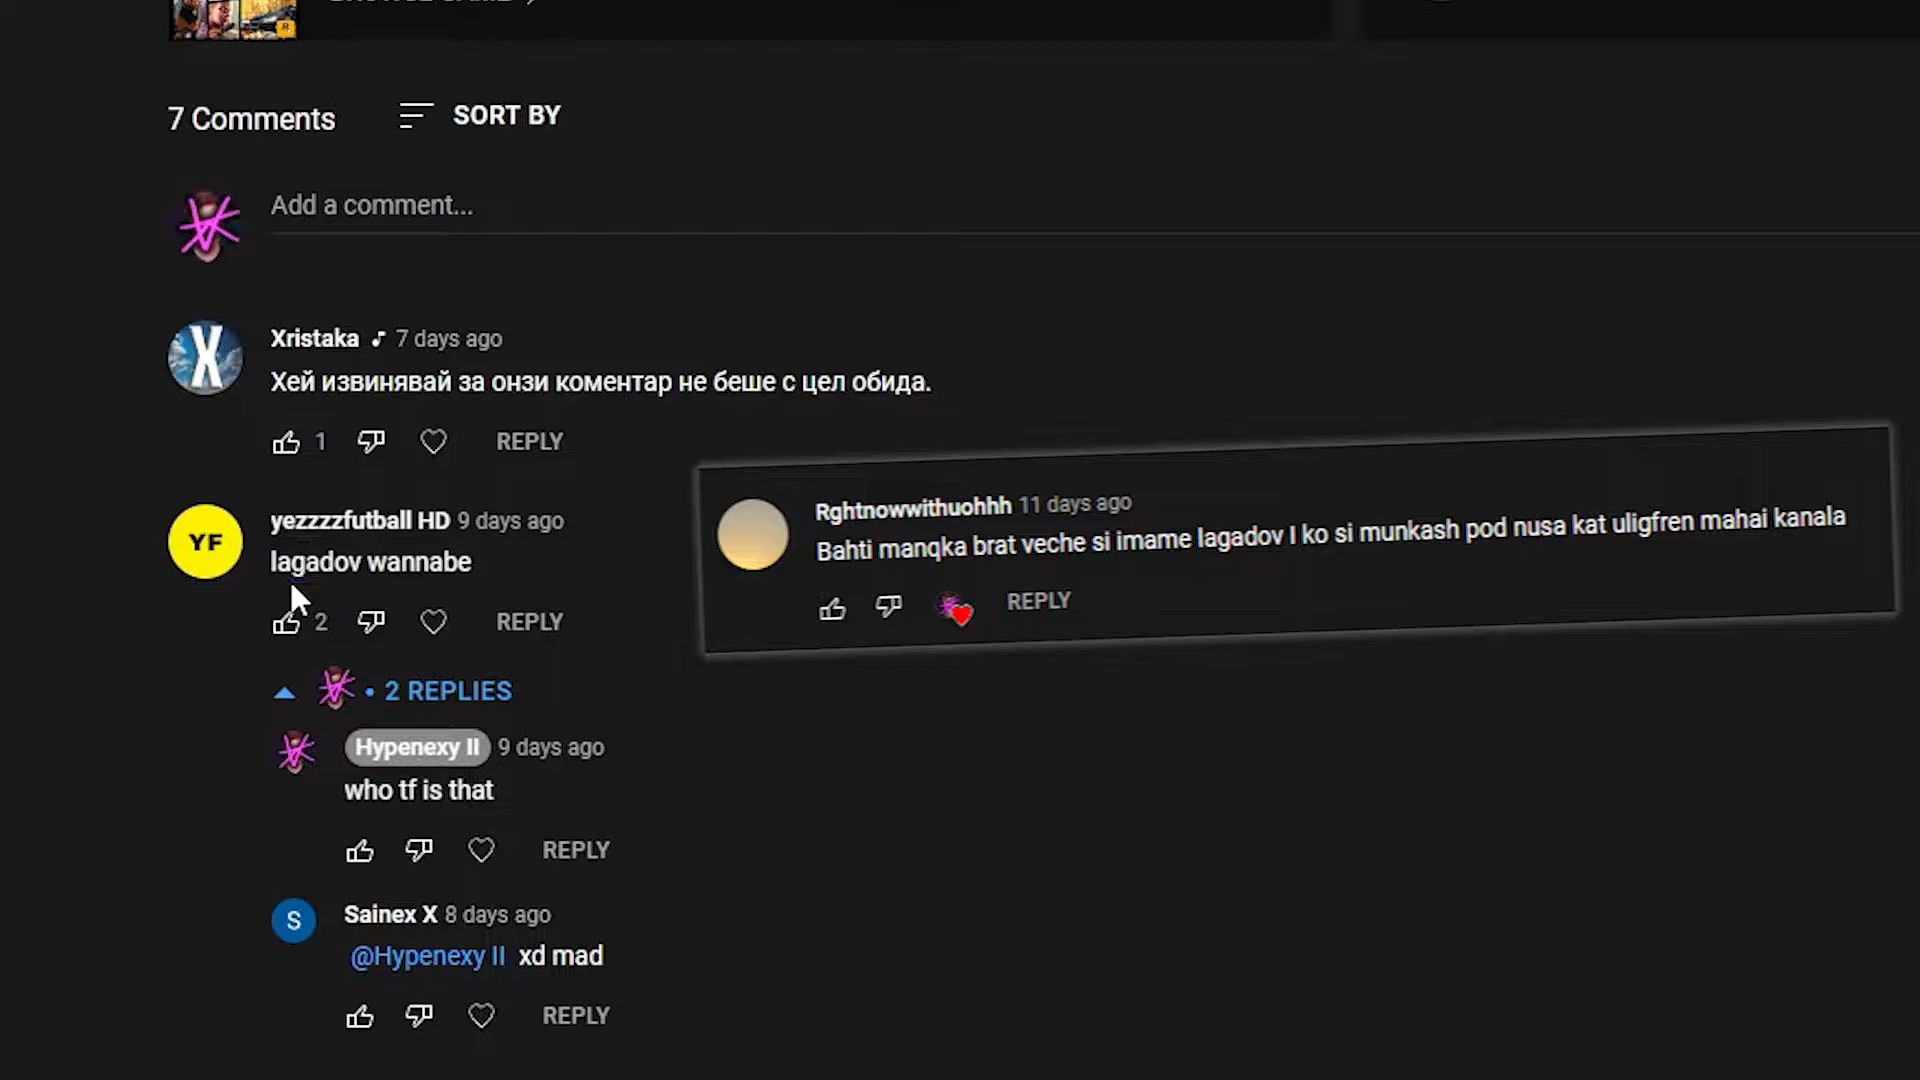 7 Comments
SORT BY
Add a comment...
Xristaka 7 days ago
Хей извинявай за онзи коментар не беше с цел обида.
1
REPLY
yezzzzfutball HD 9 days ago
YF
lagadov wannabe
2
REPLY
Rghtnowwithuohhh 11 days ago
Bahti manqka brat veche si imame lagadov I ko si munkash pod nusa kat uligfren mahai kanala
REPLY
• 2 REPLIES
Hypenexy II 9 days ago
who tf is that
REPLY
S
Sainex X 8 days ago
@Hypenexy II xd mad
REPLY